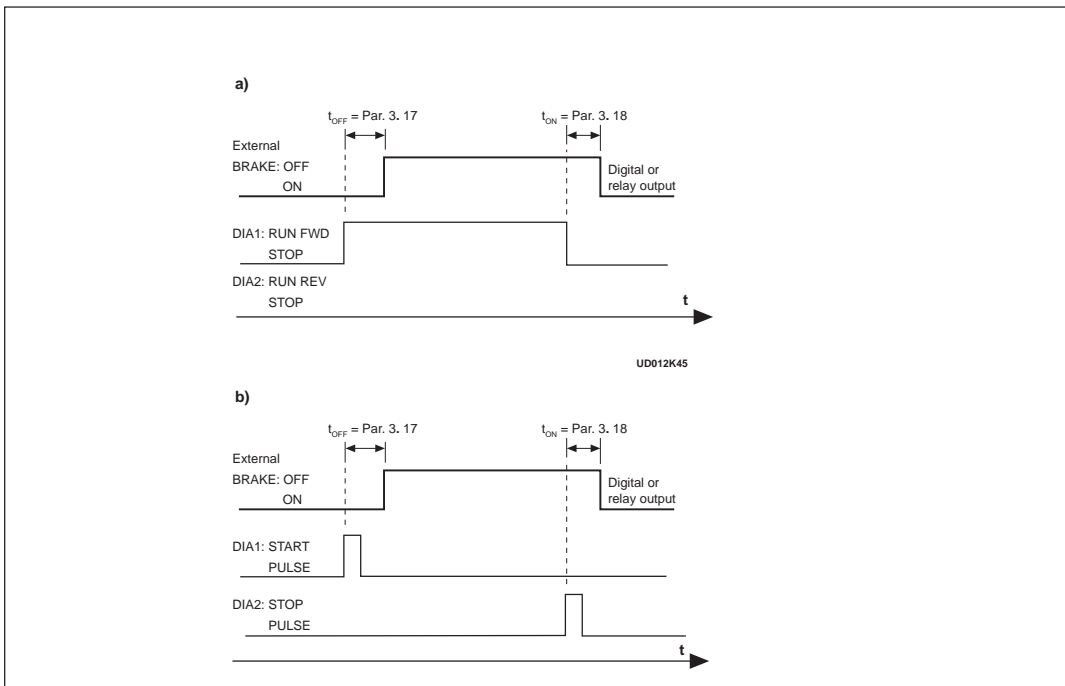 a)
tOFF = Par. 3. 17 tON = Par. 3. 18
External
BRAKE: OFF
ON
Digital or
relay output
DIA1: RUN FWD
STOP
DIA2: RUN REV
STOP
t
UD012K45
b)
tOFF = Par. 3. 17 tON = Par. 3. 18
External
BRAKE: OFF
ON
Digital or
relay output
DIA1: START
PULSE
DIA2: STOP
PULSE
t